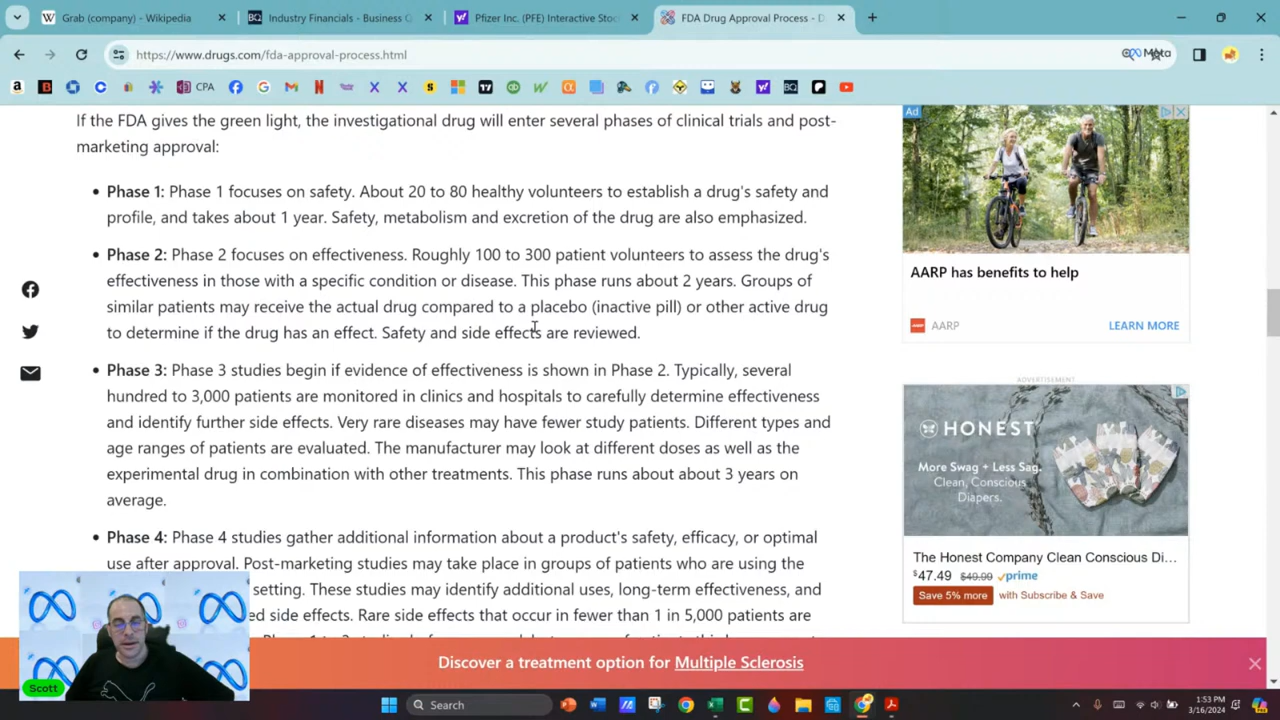 Grab (company) - Wikipedia
Industry Financials - Business Q
Pfizer Inc. (PFE) Interactive Stoc
FDA Drug Approval Process - D
https://www.drugs.com/fda-approval-process.html
Meta
CPA
If the FDA gives the green light, the investigational drug will enter several phases of clinical trials and post-
marketing approval:
• Phase 1: Phase 1 focuses on safety. About 20 to 80 healthy volunteers to establish a drug's safety and
profile, and takes about 1 year. Safety, metabolism and excretion of the drug are also emphasized.
• Phase 2: Phase 2 focuses on effectiveness. Roughly 100 to 300 patient volunteers to assess the drug's
effectiveness in those with a specific condition or disease. This phase runs about 2 years. Groups of
similar patients may receive the actual drug compared to a placebo (inactive pill) or other active drug
to determine if the drug has an effect. Safety and side effects are reviewed.
• Phase 3: Phase 3 studies begin if evidence of effectiveness is shown in Phase 2. Typically, several
hundred to 3,000 patients are monitored in clinics and hospitals to carefully determine effectiveness
and identify further side effects. Very rare diseases may have fewer study patients. Different types and
age ranges of patients are evaluated. The manufacturer may look at different doses as well as the
experimental drug in combination with other treatments. This phase runs about about 3 years on
average.
• Phase 4: Phase 4 studies gather additional information about a product's safety, efficacy, or optimal
use after approval. Post-marketing studies may take place in groups of patients who are using the
setting. These studies may identify additional uses, long-term effectiveness, and
ed side effects. Rare side effects that occur in fewer than 1 in 5,000 patients are
Ad
AARP has benefits to help
AARP
LEARN MORE
ADVERTISEMENT
HONEST
More Swag + Less Sag.
Clean, Conscious
Diapers.
The Honest Company Clean Conscious Di...
$47.49 $49.99 prime
Save 5% more with Subscribe & Save
Discover a treatment option for Multiple Sclerosis
Scott
Search
1:53 PM
3/16/2024